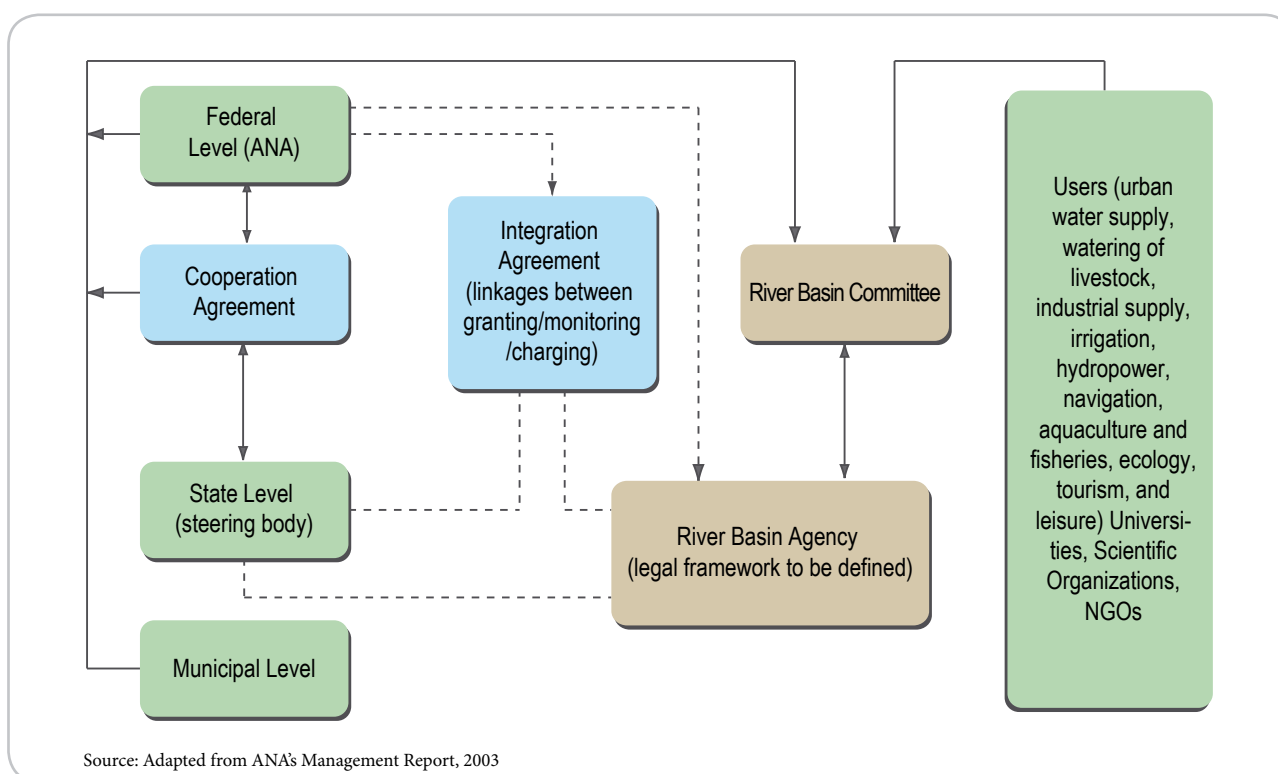 Federal
Level (ANA)
Cooperation
Agreement
State Level
(steering body)
Municipal Level
Integration
Agreement
(linkages between
granting/monitoring
/charging)
River Basin Committee
River Basin Agency
(legal framework to be defined)
Users (urban
water supply,
watering of
livestock,
industrial supply,
irrigation,
hydropower,
navigation,
aquaculture and
fisheries, ecology,
tourism, and
leisure) Universi-
ties, Scientific
Organizations,
NGOs
Source: Adapted from ANA's Management Report, 2003